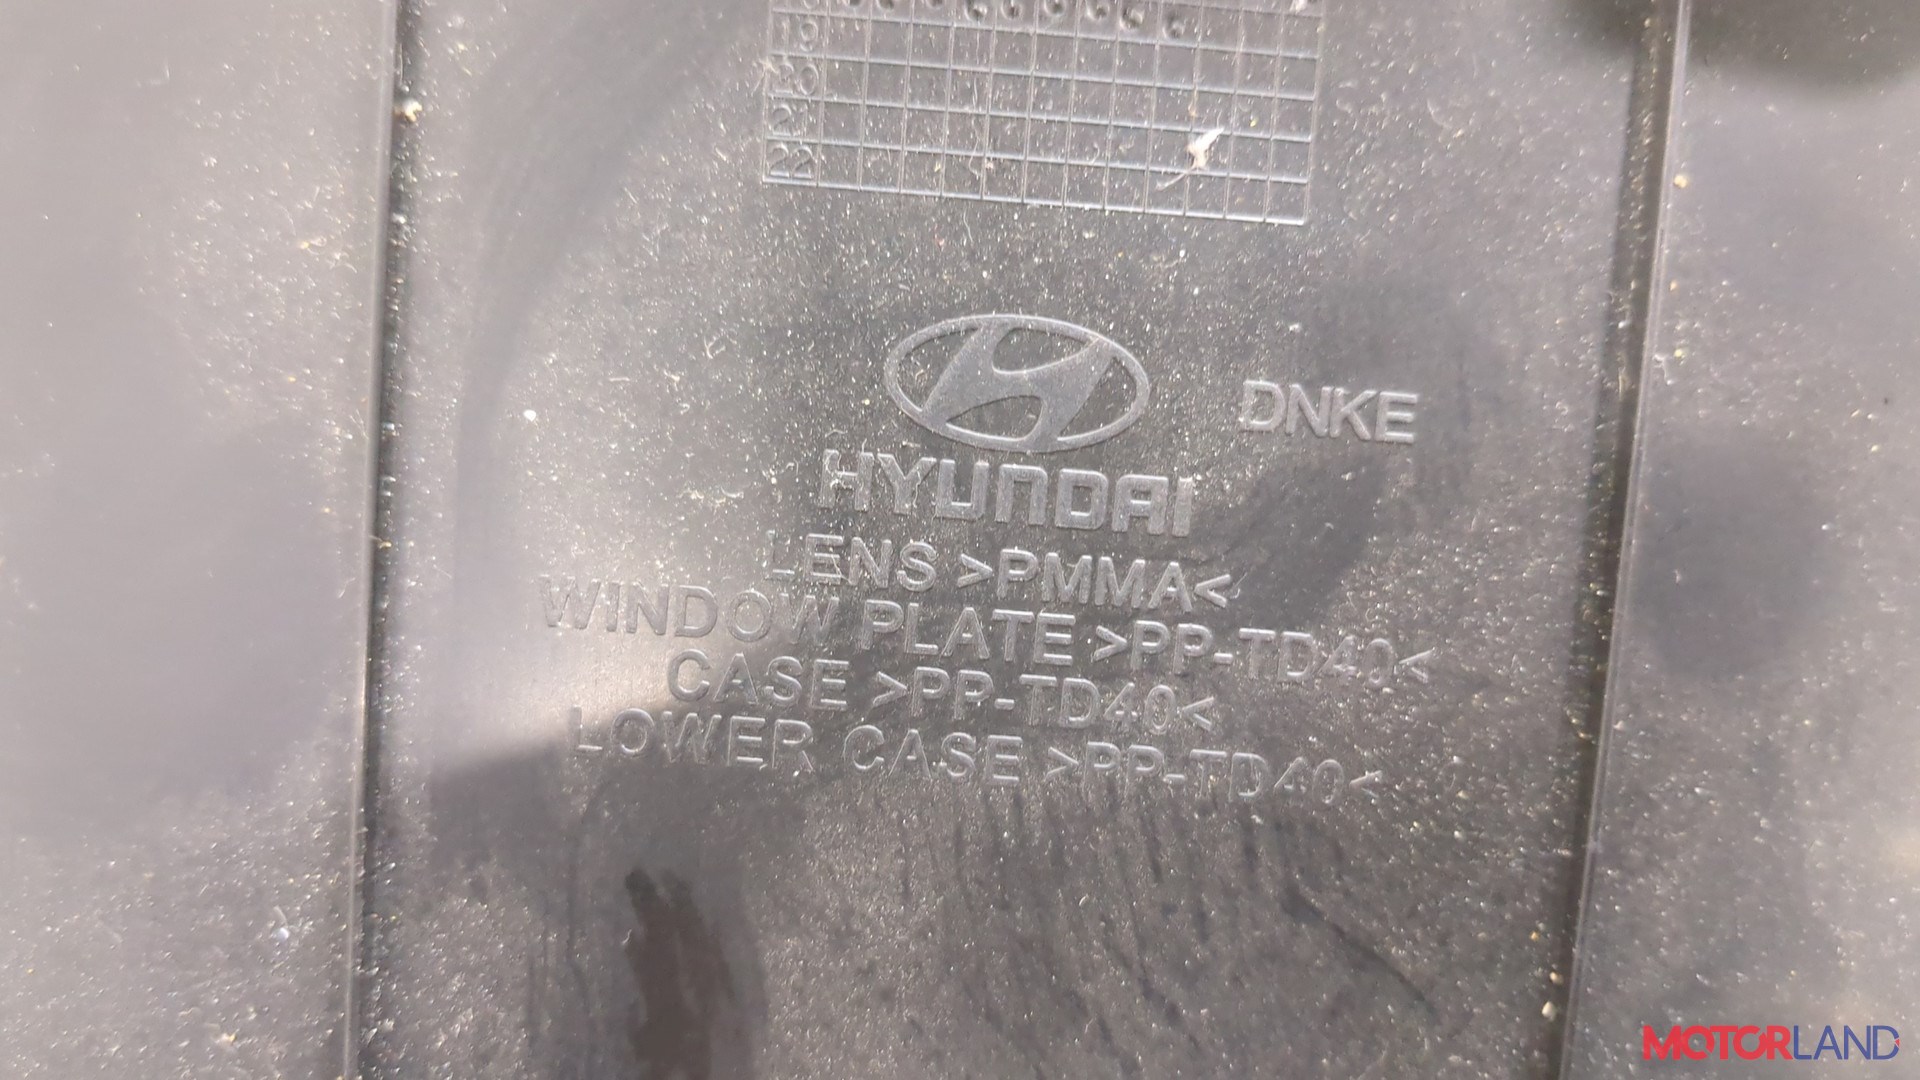 19
20
21
22
DNKE
HYUNDAI
LENS >PMMA<
WINDOW PLATE >PP-TD40<
CASE >PP-TD40<
LOWER CASE >PP-TD40<
MOTORLAND